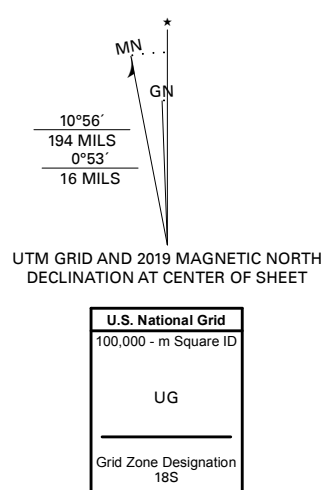 ★
MN
GN
10°56´
194 MILS
0°53´
16 MILS
UTM GRID AND 2019 MAGNETIC NORTH
DECLINATION AT CENTER OF SHEET
U.S. National Grid
100,000 - m Square ID
UG
Grid Zone Designation
18S